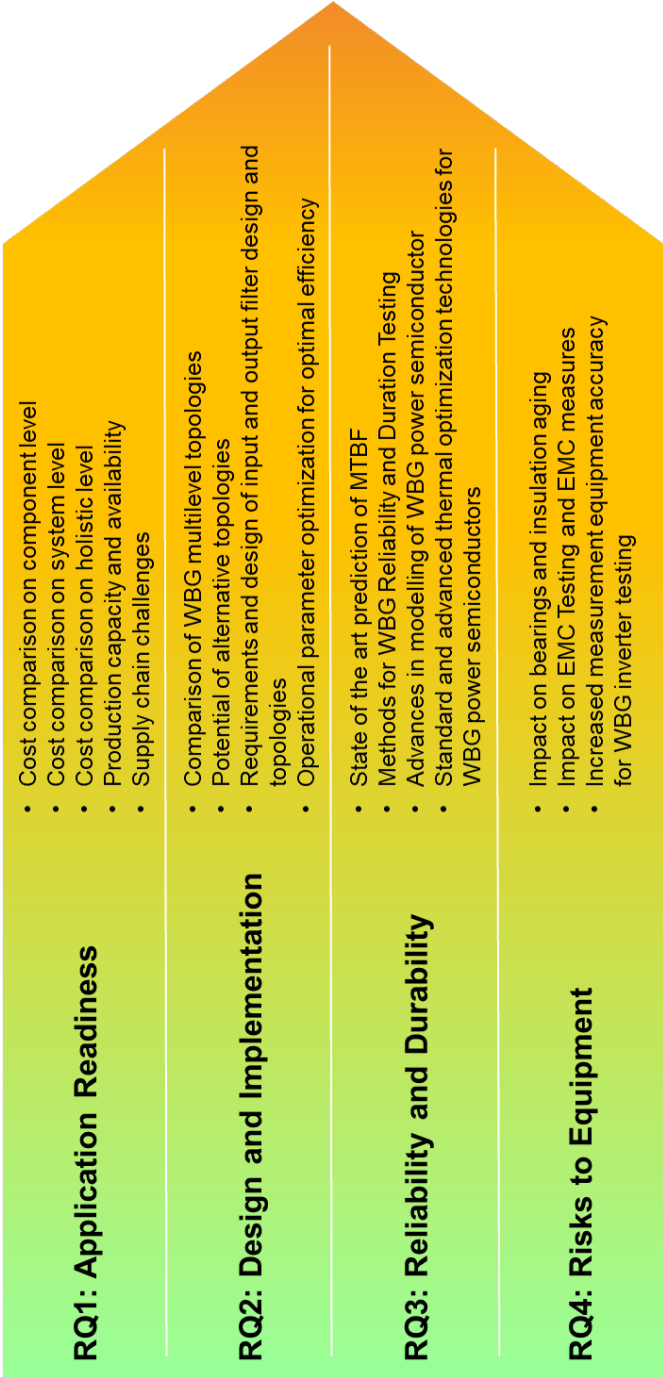 RQ1: Application Readiness
• Cost comparison on component level
• Cost comparison on system level
• Cost comparison on holistic level
• Production capacity and availability
• Supply chain challenges
RQ2: Design and Implementation
• Comparison of WBG multilevel topologies
• Potential of alternative topologies
• Requirements and design of input and output filter design and
topologies
• Operational parameter optimization for optimal efficiency
RQ3: Reliability and Durability
• State of the art prediction of MTBF
• Methods for WBG Reliability and Duration Testing
• Advances in modelling of WBG power semiconductor
• Standard and advanced thermal optimization technologies for
WBG power semiconductors
RQ4: Risks to Equipment
• Impact on bearings and insulation aging
• Impact on EMC Testing and EMC measures
• Increased measurement equipment accuracy
for WBG inverter testing